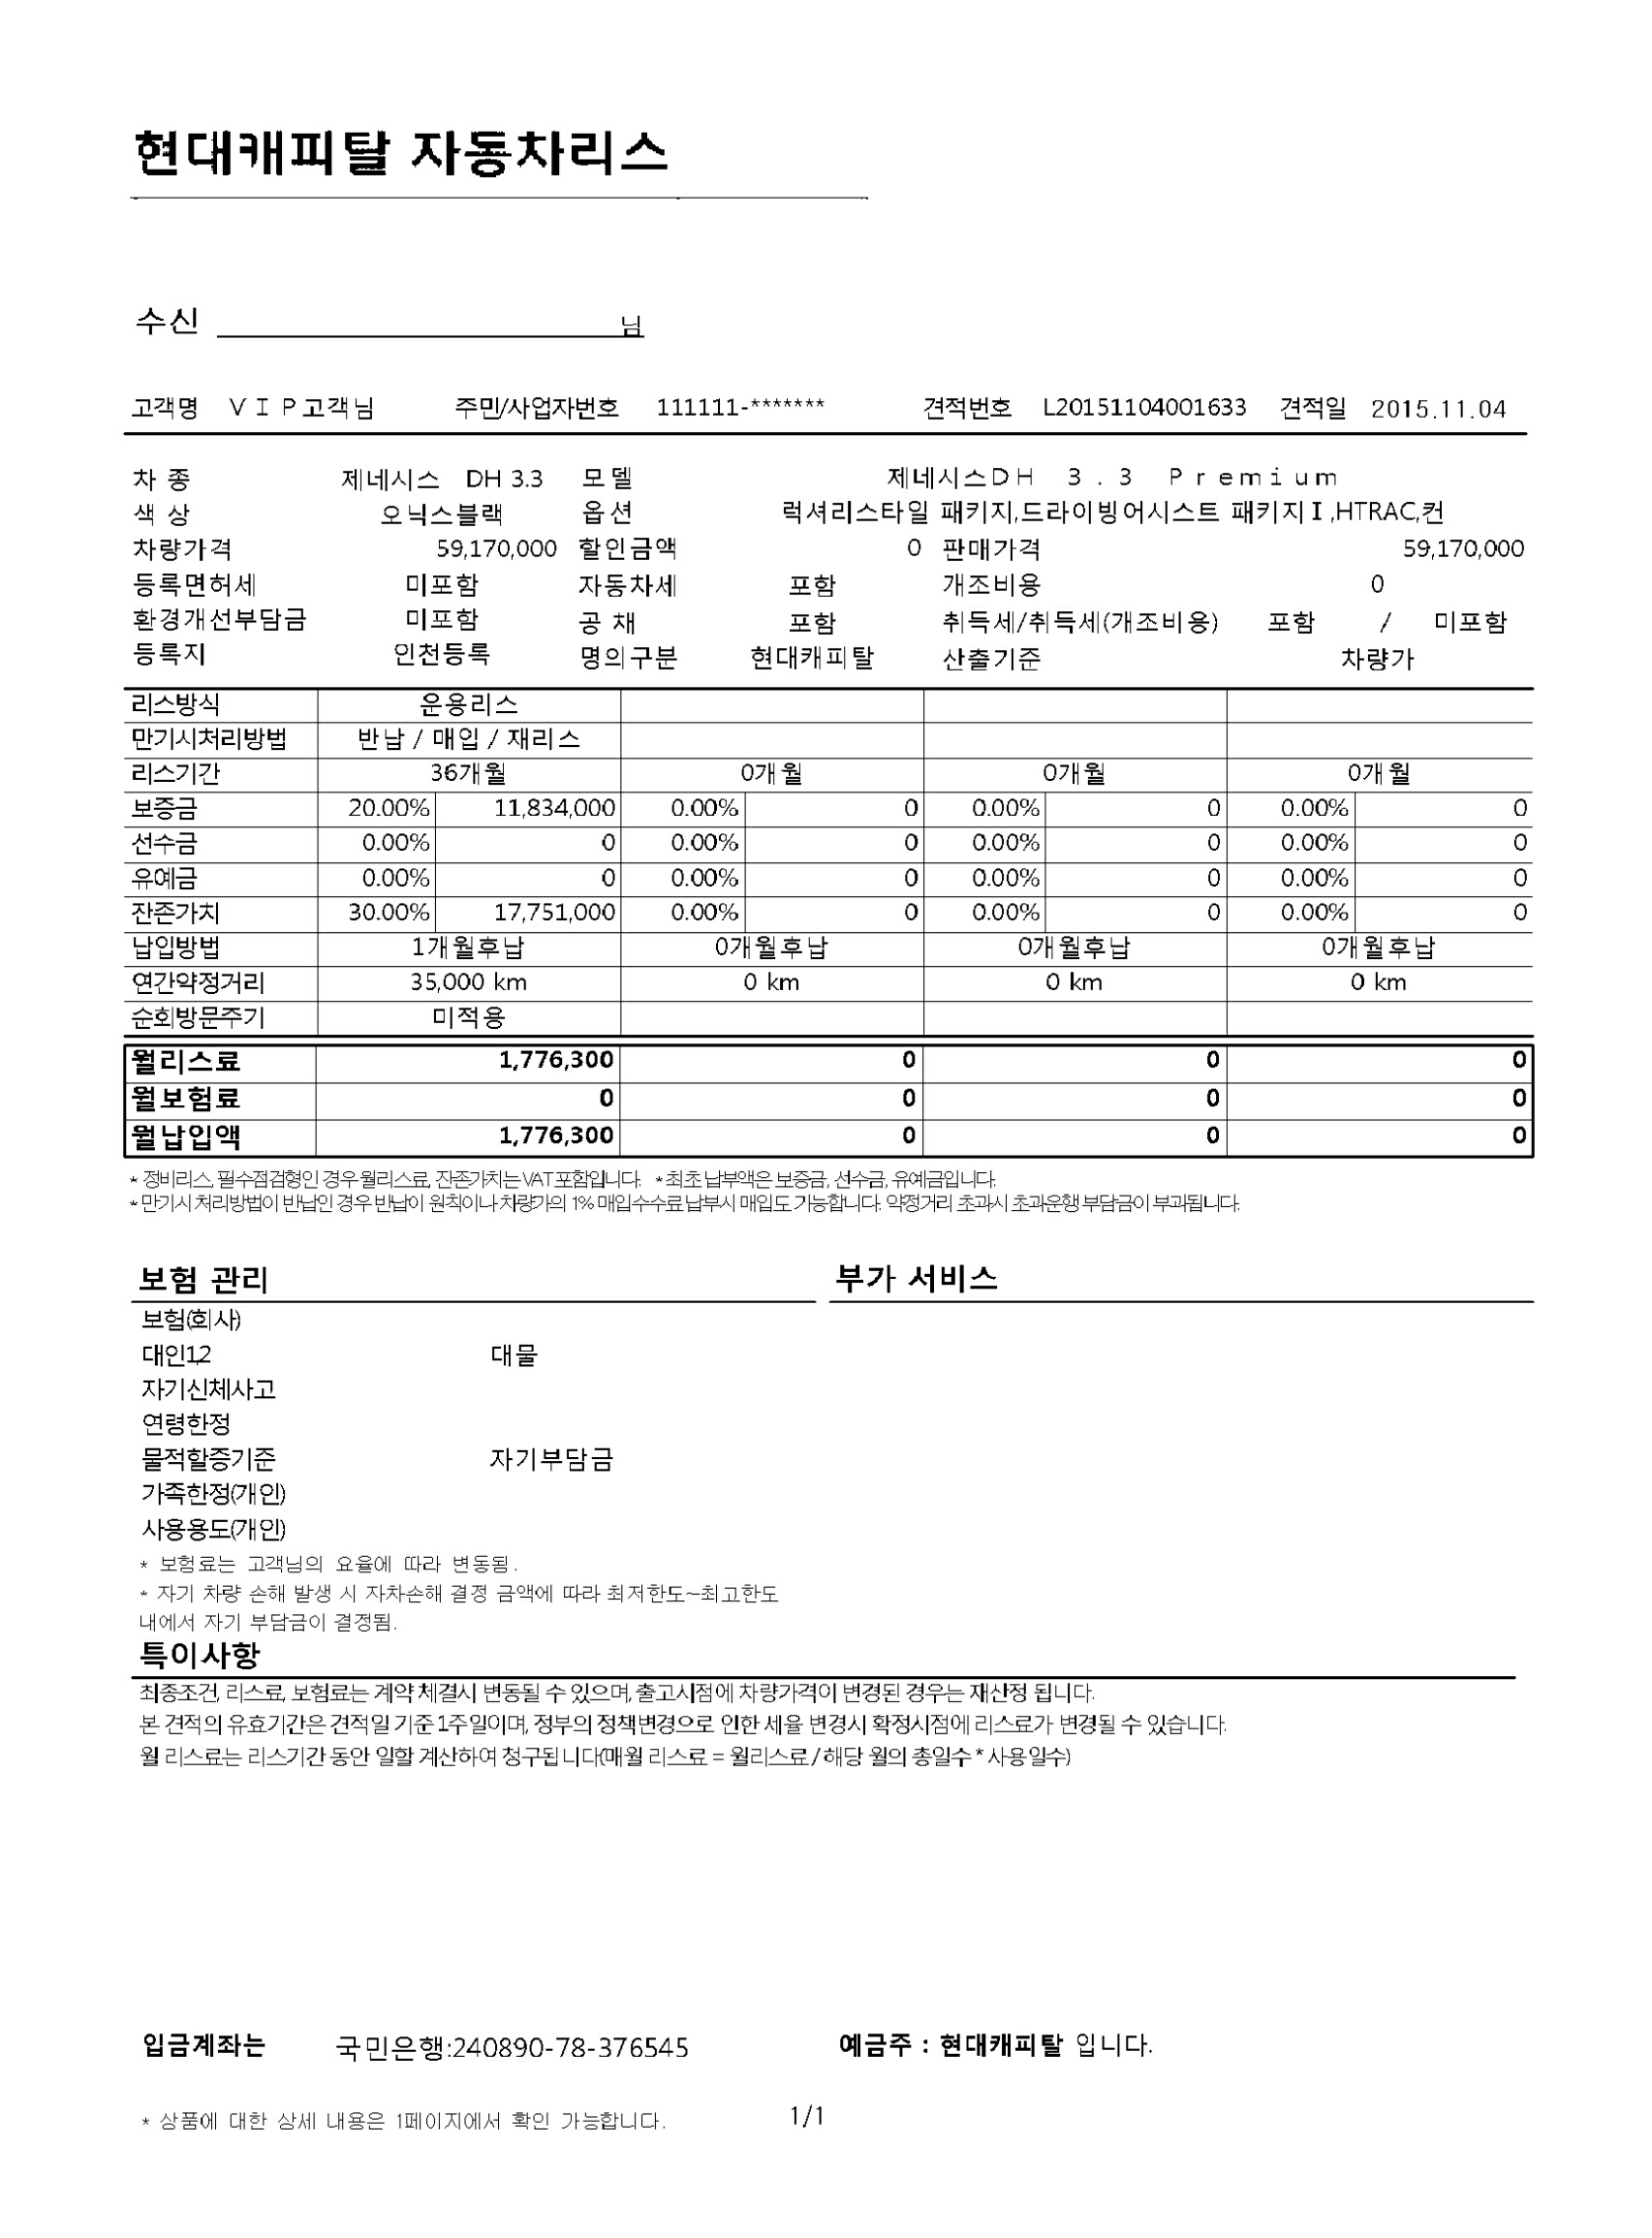 현대캐피탈 자동차리스
수신 님
고객명 VIP고객님 주민/사업자번호 111111-******* 견적번호 L20151104001633 견적일 2015.11.04
차 종 제네시스 DH 3.3 모 델 제네시스DH 3.3 Premium
색 상 오닉스블랙 옵션 럭셔리스타일 패키지,드라이빙어시스트 패키지Ⅰ,HTRAC,컨
차량가격 59,170,000 할인금액 0 판매가격 59,170,000
등록면허세 미포함 자동차세 포함 개조비용 0
환경개선부담금 미포함 공 채 포함 취득세/취득세(개조비용) 포함 / 미포함
등록지 인천등록 명의구분 현대캐피탈 산출기준 차량가
리스방식 운용리스
만기시처리방법 반납 / 매입 / 재리스
리스기간 36개월 0개월 0개월 0개월
보증금 20.00% 11,834,000 0.00% 0 0.00% 0 0.00% 0
선수금 0.00% 0 0.00% 0 0.00% 0 0.00% 0
유예금 0.00% 0 0.00% 0 0.00% 0 0.00% 0
잔존가치 30.00% 17,751,000 0.00% 0 0.00% 0 0.00% 0
납입방법 1개월후납 0개월후납 0개월후납 0개월후납
연간약정거리 35,000 km 0 km 0 km 0 km
순회방문주기 미적용
월리스료 1,776,300 0 0 0
월보험료 0 0 0 0
월납입액 1,776,300 0 0 0
* 정비리스, 필수점검형인 경우 월리스료, 잔존가치는 VAT포함입니다. * 최초 납부액은 보증금, 선수금, 유예금입니다.
* 만기시 처리방법이 반납인 경우 반납이 원칙이나 차량가의 1% 매입수수료 납부시 매입도 가능합니다. 약정거리 초과시 초과운행 부담금이 부과됩니다.
보험 관리 부가 서비스
보험(회사)
대인1,2 대물
자기신체사고
연령한정
물적할증기준 자기부담금
가족한정(개인)
사용용도(개인)
* 보험료는 고객님의 요율에 따라 변동됨.
* 자기 차량 손해 발생 시 자차손해 결정 금액에 따라 최저한도~최고한도
내에서 자기 부담금이 결정됨.
특이사항
최종조건, 리스료, 보험료는 계약 체결시 변동될 수 있으며, 출고시점에 차량가격이 변경된 경우는 재산정 됩니다.
본 견적의 유효기간은 견적일 기준 1주일이며, 정부의 정책변경으로 인한 세율 변경시 확정시점에 리스료가 변경될 수 있습니다.
월 리스료는 리스기간 동안 일할 계산하여 청구됩니다(매월 리스료 = 월리스료 / 해당 월의 총일수 * 사용일수)
입금계좌는 국민은행:240890-78-376545 예금주 : 현대캐피탈 입니다.
* 상품에 대한 상세 내용은 1페이지에서 확인 가능합니다. 1/1